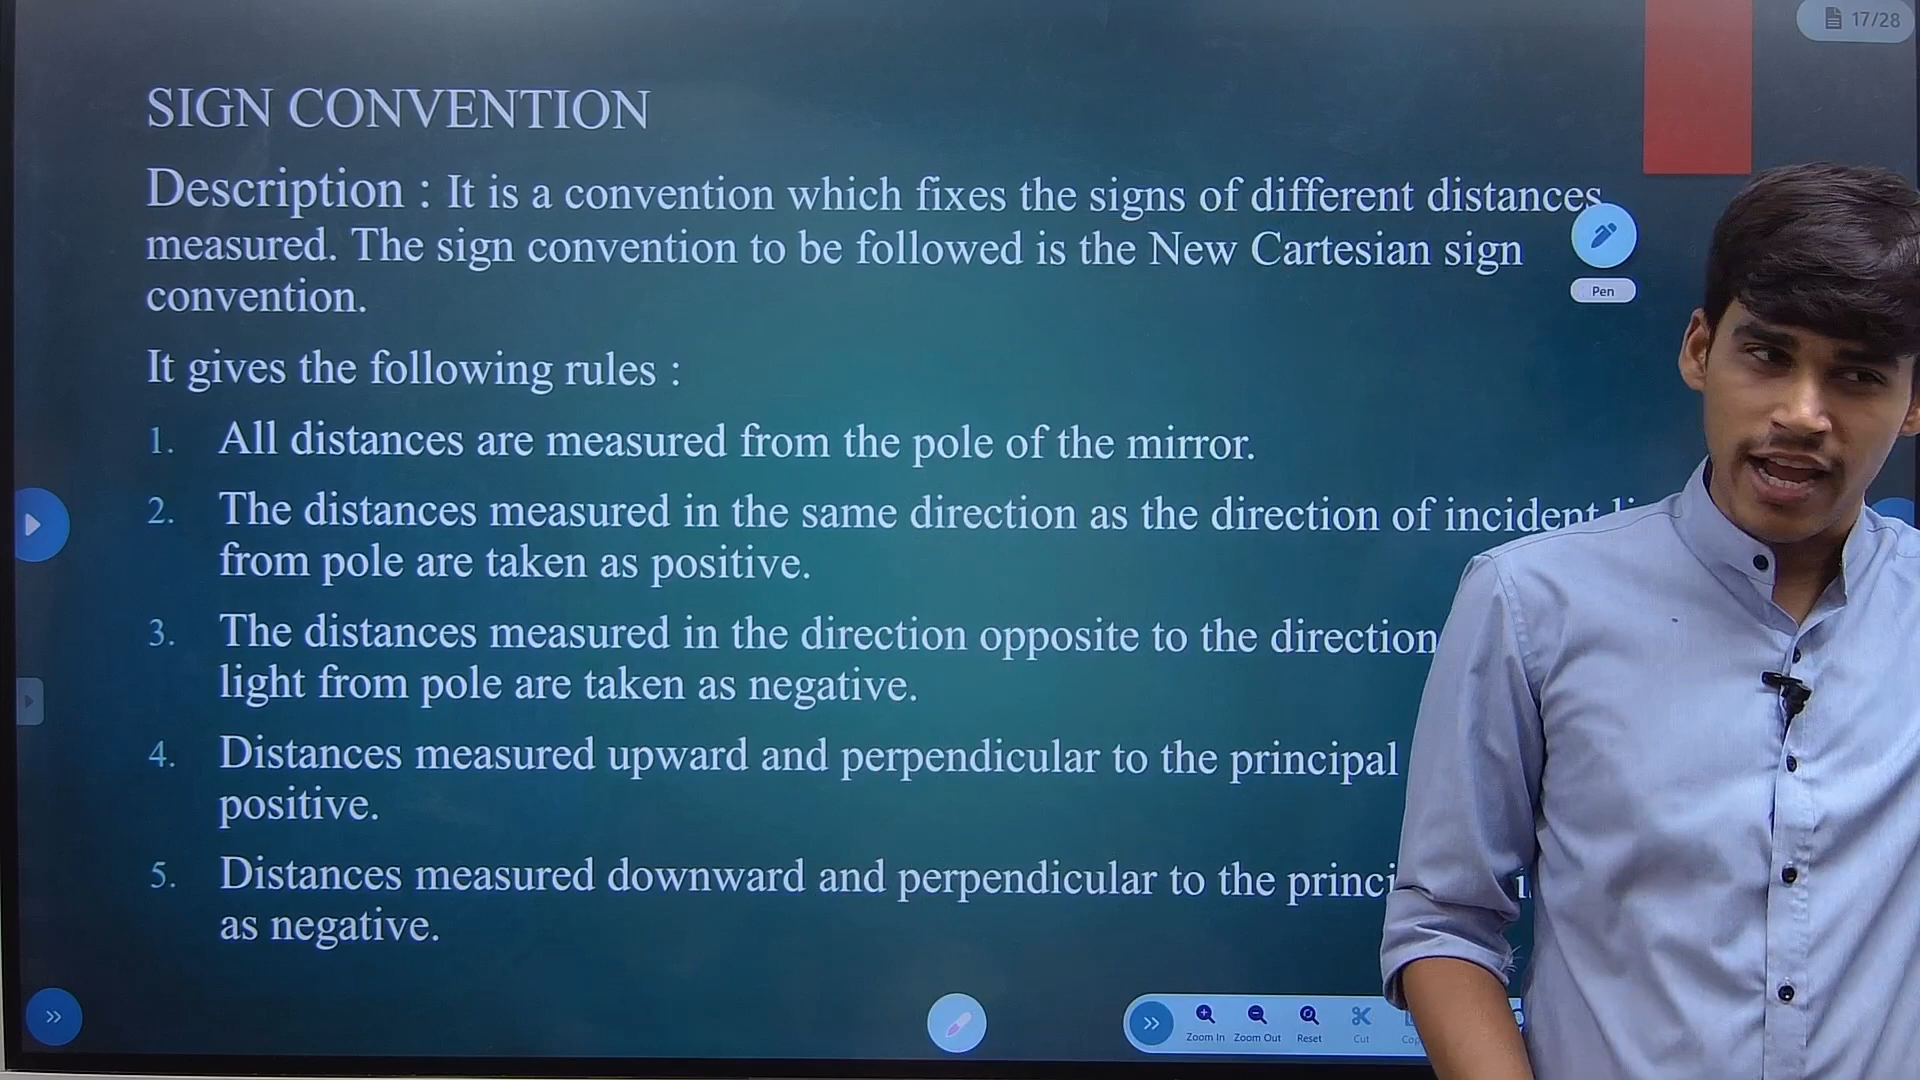 17/28
SIGN CONVENTION
Description : It is a convention which fixes the signs of different distances
measured. The sign convention to be followed is the New Cartesian sign
convention.
Pen
It gives the following rules :
1. All distances are measured from the pole of the mirror.
2. The distances measured in the same direction as the direction of incident
from pole are taken as positive.
3. The distances measured in the direction opposite to the direction
light from pole are taken as negative.
4. Distances measured upward and perpendicular to the principal
positive.
5. Distances measured downward and perpendicular to the
as negative.
Zoom In Zoom Out Reset Cut